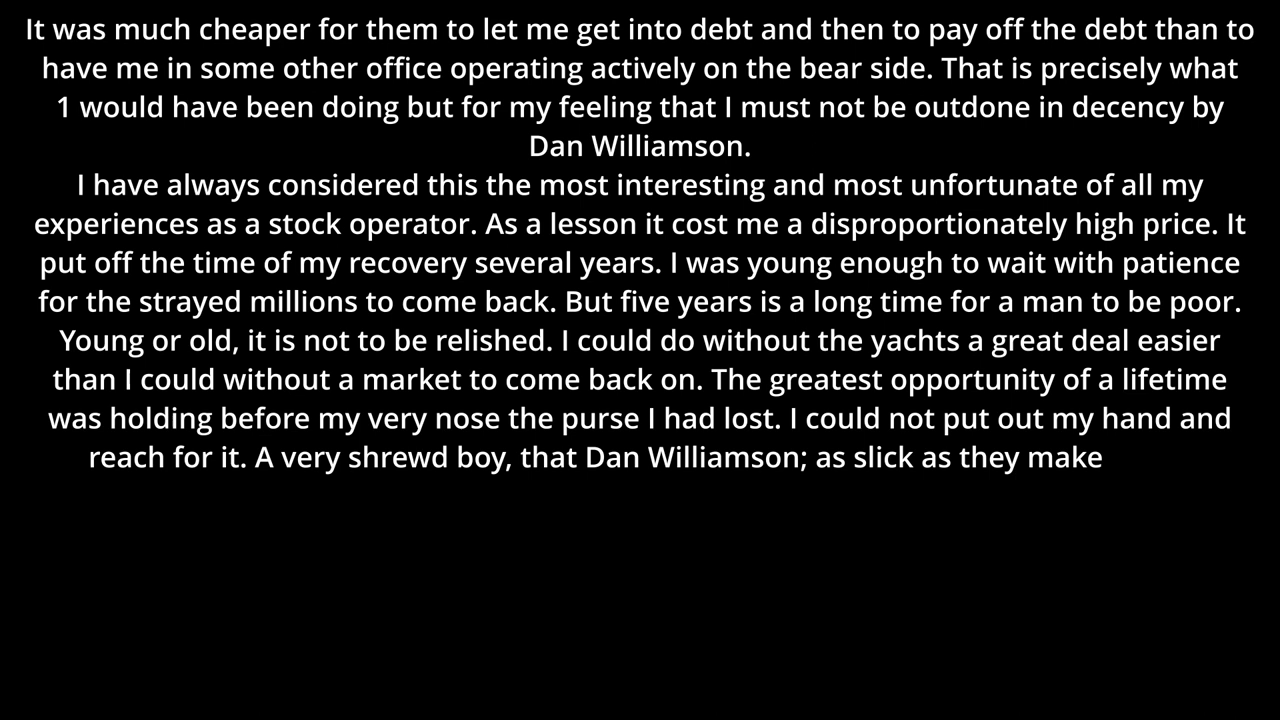 It was much cheaper for them to let me get into debt and then to pay off the debt than to
have me in some other office operating actively on the bear side. That is precisely what
1 would have been doing but for my feeling that I must not be outdone in decency by
Dan Williamson.
I have always considered this the most interesting and most unfortunate of all my
experiences as a stock operator. As a lesson it cost me a disproportionately high price. It
put off the time of my recovery several years. I was young enough to wait with patience
for the strayed millions to come back. But five years is a long time for a man to be poor.
Young or old, it is not to be relished. I could do without the yachts a great deal easier
than I could without a market to come back on. The greatest opportunity of a lifetime
was holding before my very nose the purse I had lost. I could not put out my hand and
reach for it. A very shrewd boy, that Dan Williamson; as slick as they make